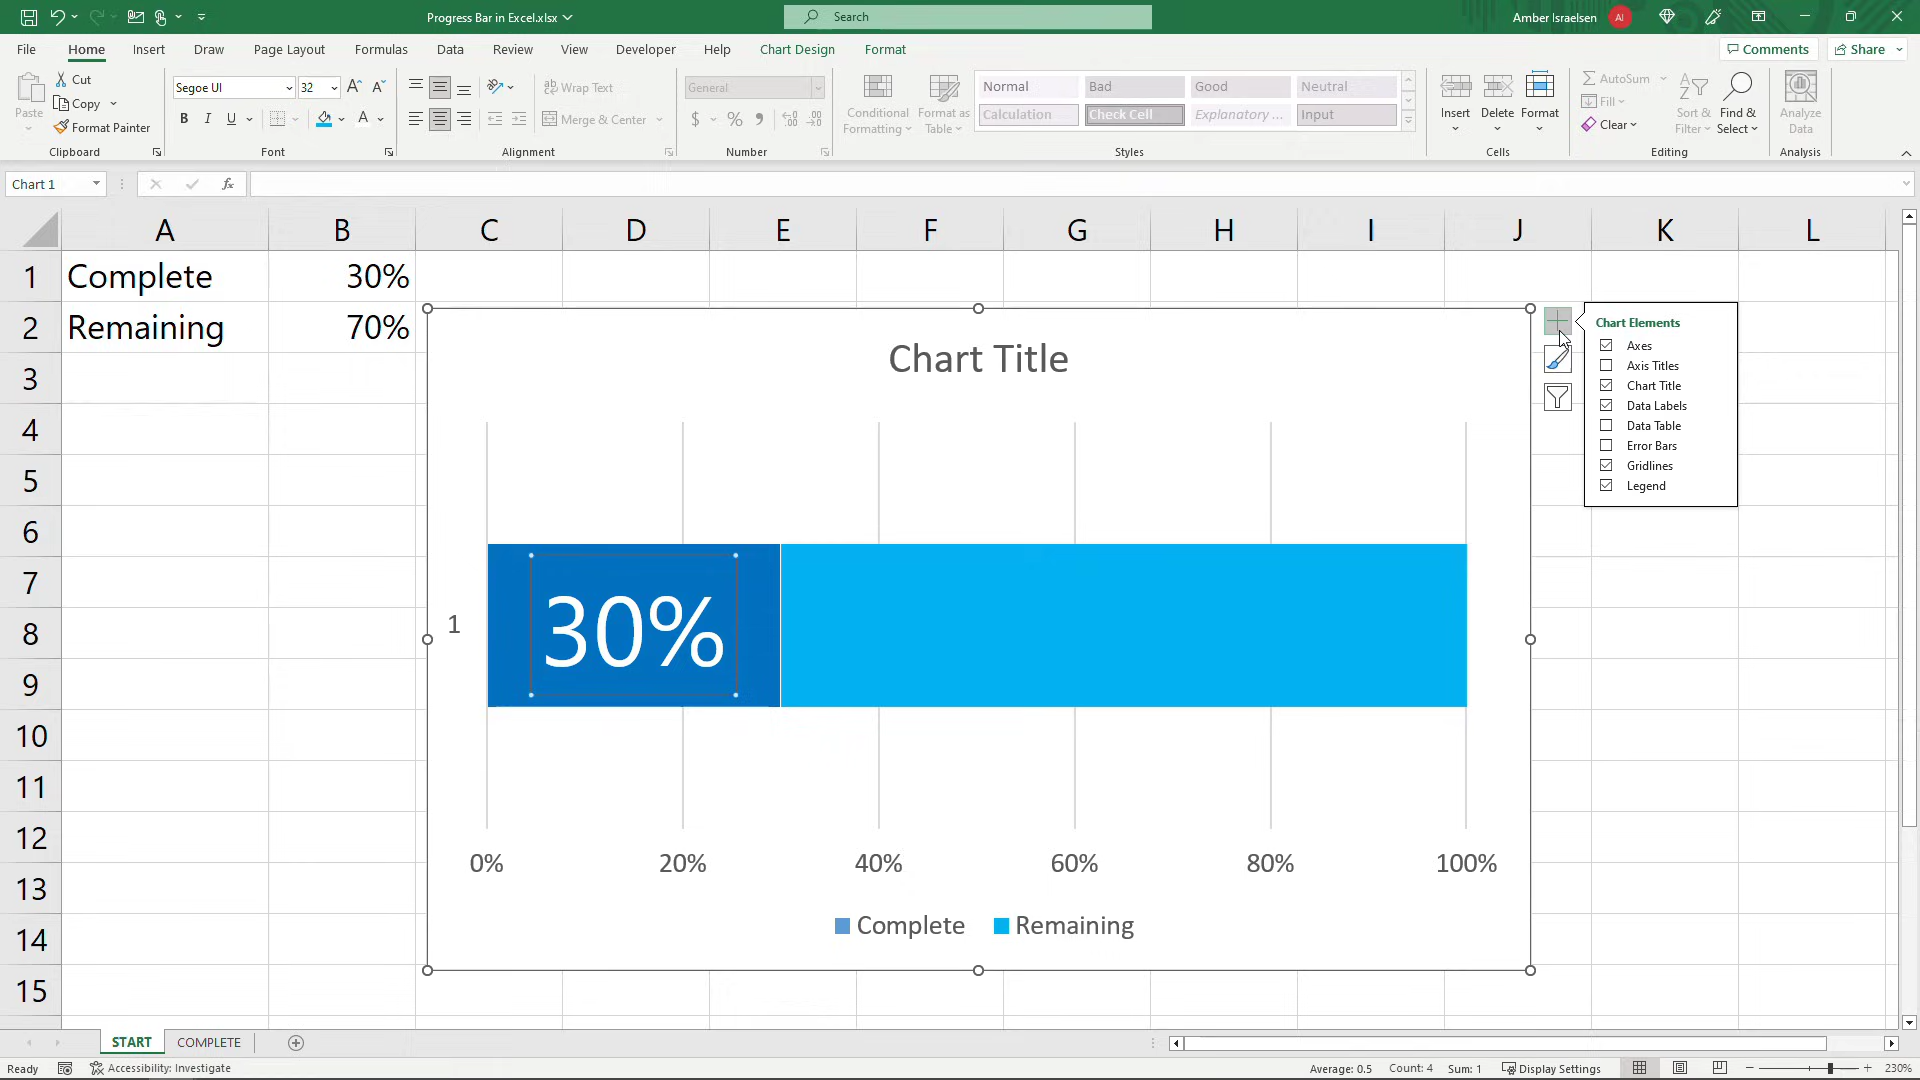 Progress Bar in Excel.xlsx
Search
Amber Israelsen AI
File Home Insert Draw Page Layout Formulas Data Review View Developer Help Chart Design Format Comments Share
Paste
Cut
Copy
Format Painter
Clipboard
Segoe UI 32
B I U
Font
Wrap Text
Merge & Center
Alignment
General
$ %
Number
Conditional
Formatting
Format as
Table
Normal Bad Good Neutral
Calculation Check Cell Explanatory ... Input
Styles
Insert Delete Format
Cells
AutoSum
Fill
Clear
Sort &
Filter
Find &
Select
Editing
Analyze
Data
Analysis
Chart 1 fx
A B C D E F G H I J K L
1 Complete 30%
2 Remaining 70%
3
4
5
6
7
8
9
10
11
12
13
14
15
Chart Title
1
30%
0% 20% 40% 60% 80% 100%
Complete Remaining
Chart Elements
Axes
Axis Titles
Chart Title
Data Labels
Data Table
Error Bars
Gridlines
Legend
START COMPLETE
Ready Accessibility: Investigate Average: 0.5 Count: 4 Sum: 1 Display Settings 230%